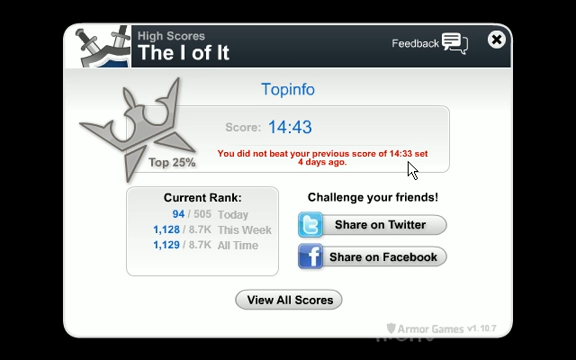 High Scores
The I of It
Feedback
Topinfo
Score: 14:43
You did not beat your previous score of 14:33 set
4 days ago.
Top 25%
Current Rank:
94 / 505 Today
1,128 / 8.7K This Week
1,129 / 8.7K All Time
Challenge your friends!
Share on Twitter
Share on Facebook
View All Scores
Armor Games v1.10.7